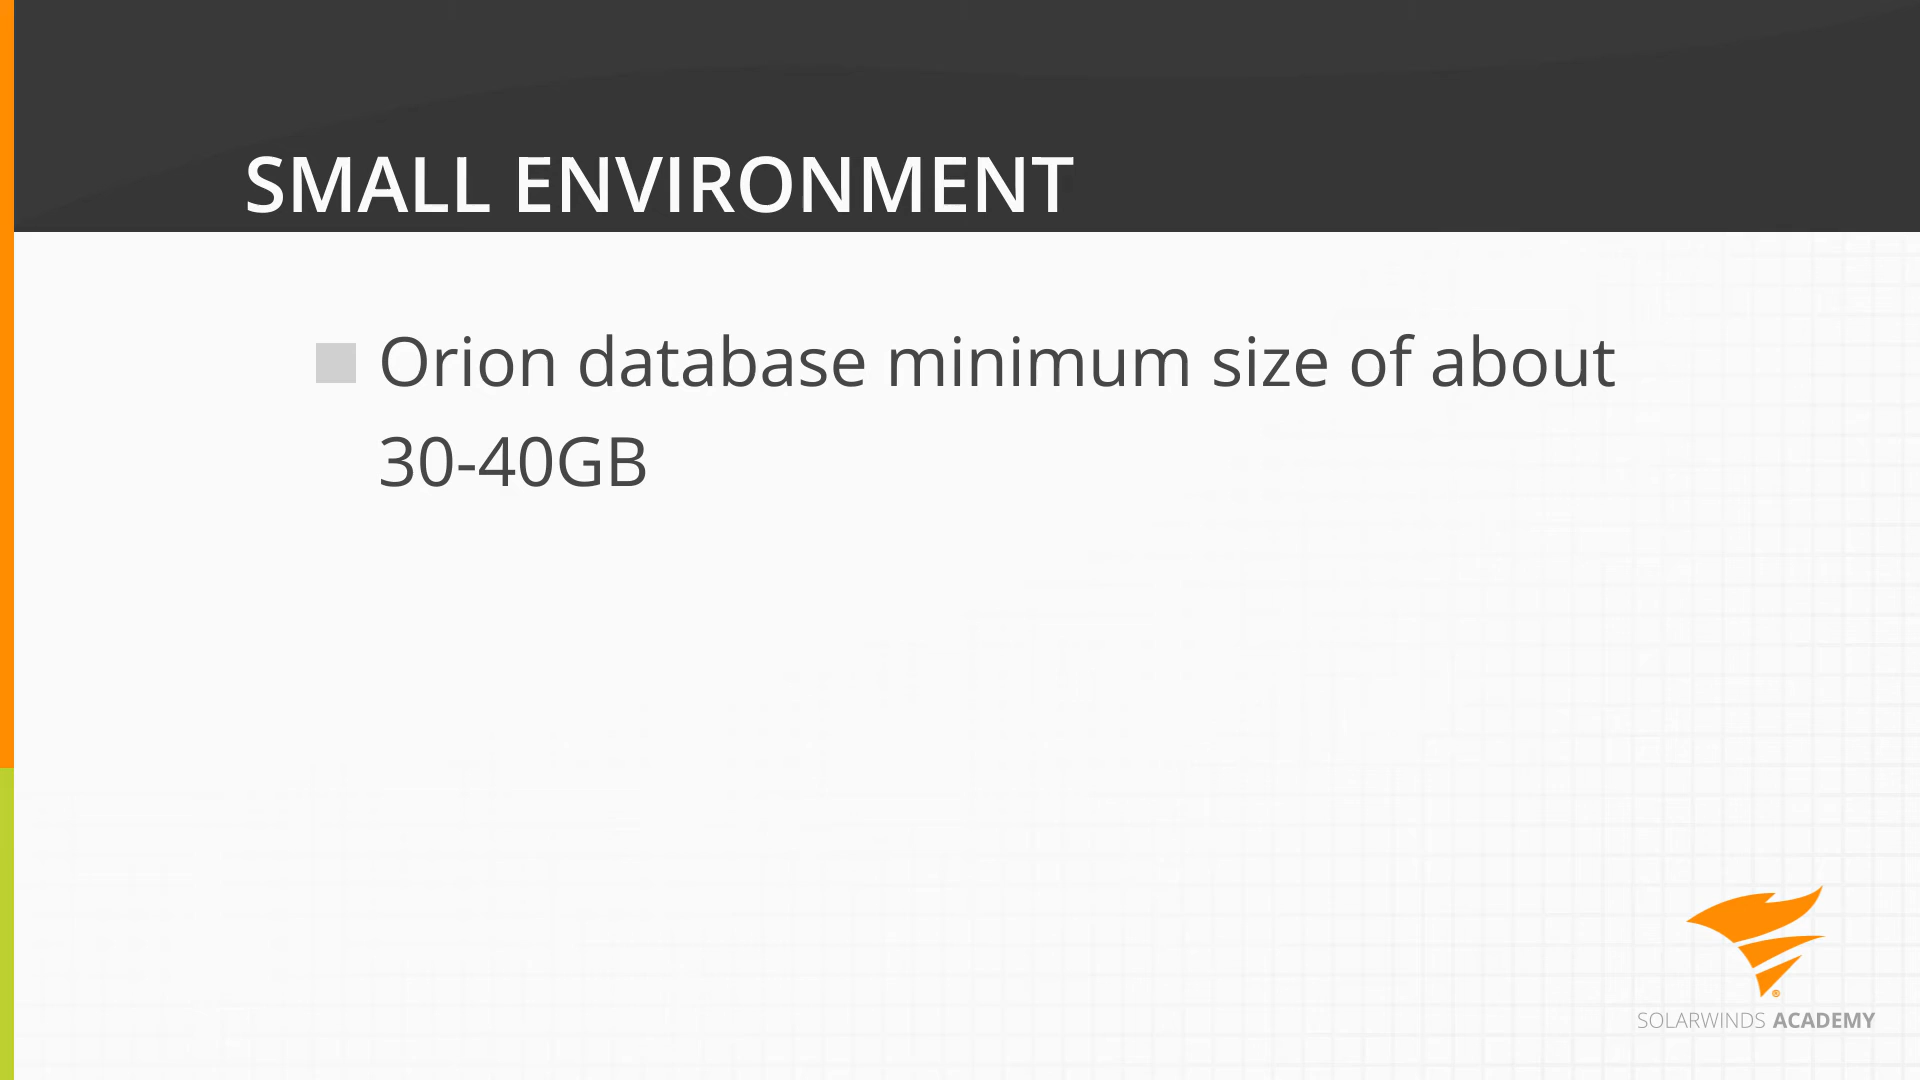 SMALL ENVIRONMENT
Orion database minimum size of about
30-40GB
®
SOLARWINDS ACADEMY